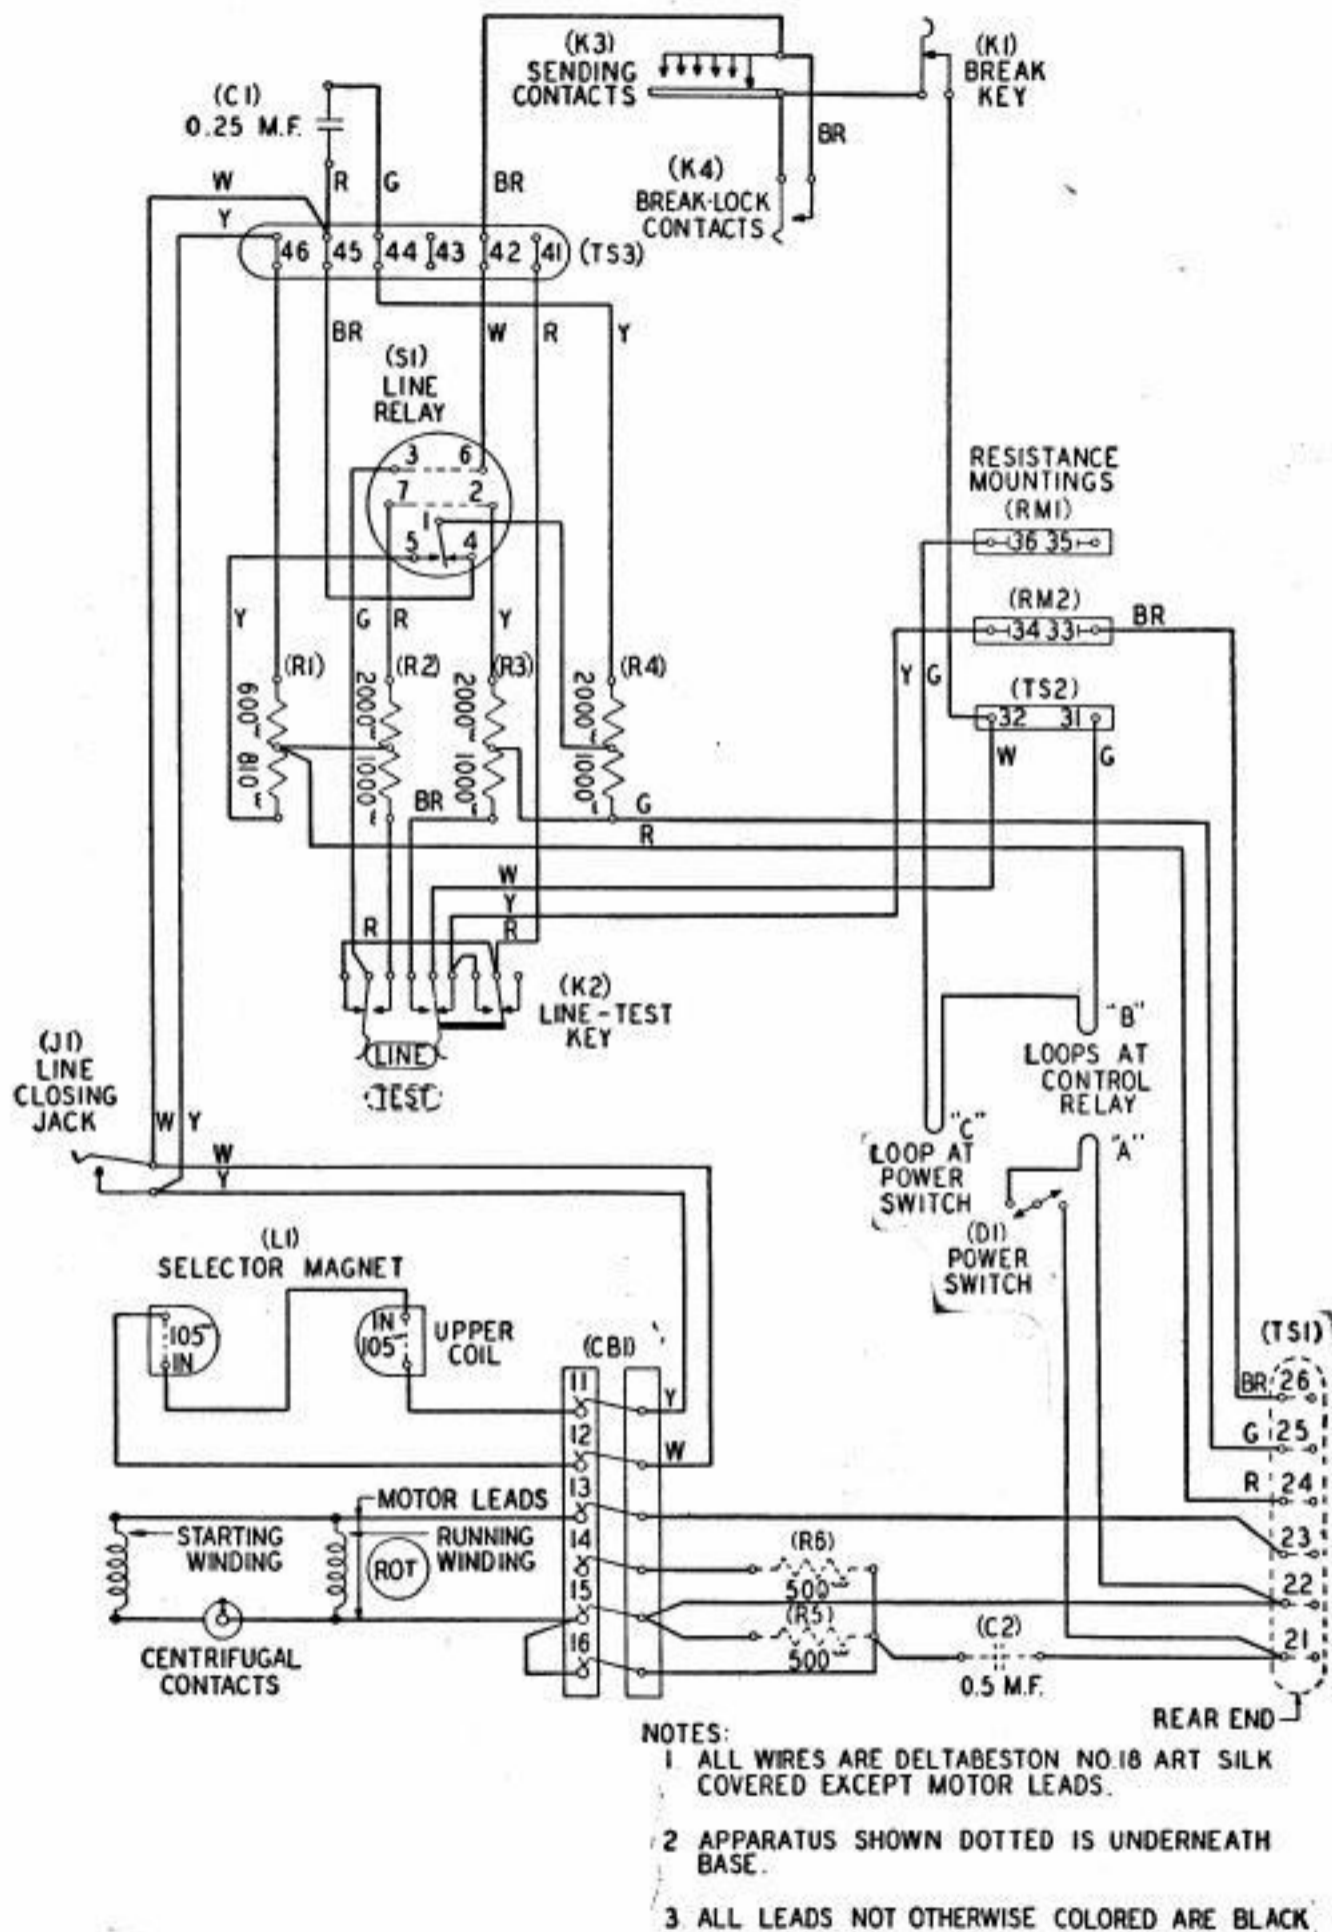 (K3)
SENDING
CONTACTS
(K1)
BREAK
KEY
(C1)
0.25 M.F.
BR
(K4)
BREAK-LOCK
CONTACTS
W
R
G
BR
Y
46
45
44
43
42
41
(TS3)
BR
W
R
Y
(S1)
LINE
RELAY
3
6
7
2
1
5
4
RESISTANCE
MOUNTINGS
(RM1)
36 35
(RM2)
34 33
BR
Y
G
R
Y
Y
G
(TS2)
32 31
W
G
(R1)
(R2)
(R3)
(R4)
600
810
2000
1000
2000
1000
2000
1000
BR
G
R
W
Y
R
R
(K2)
LINE-TEST
KEY
LINE
TEST
"B"
LOOPS AT
CONTROL
RELAY
"A"
"C"
LOOP AT
POWER
SWITCH
(D1)
POWER
SWITCH
(J1)
LINE
CLOSING
JACK
W
Y
W
Y
(L1)
SELECTOR MAGNET
105
IN
IN
105
UPPER
COIL
(CB1)
11
12
13
14
15
16
Y
W
(TS1)
BR
26
G
25
R
24
23
22
21
MOTOR LEADS
STARTING
WINDING
RUNNING
WINDING
ROT
CENTRIFUGAL
CONTACTS
(R6)
500
(R5)
500
(C2)
0.5 M.F.
REAR END
NOTES:
1 ALL WIRES ARE DELTABESTON NO.18 ART SILK
COVERED EXCEPT MOTOR LEADS.
2 APPARATUS SHOWN DOTTED IS UNDERNEATH
BASE.
3. ALL LEADS NOT OTHERWISE COLORED ARE BLACK